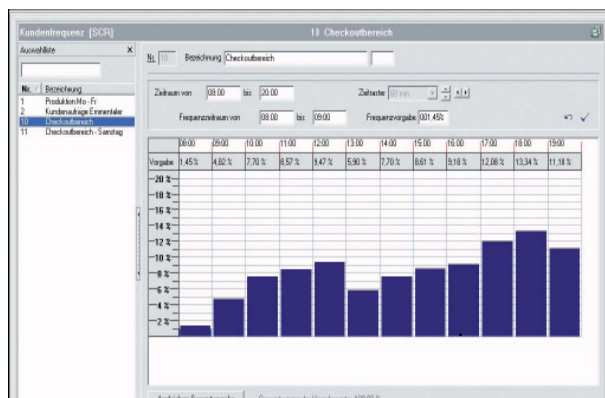 Kundenfrequenz [SCR]
10 Checkoutbereich
Auswahlliste x
Nr. 10 Bezeichnung Checkoutbereich
Nr. / Bezeichnung
1 Produktion Mo - Fr
2 Kundenaufrage Emmentaler
10 Checkoutbereich
11 Checkoutbereich - Samstag
Zeitraum von 08:00 bis 20:00 Zeitraster 60 min
Frequenzzeitraum von 08:00 bis 09:00 Frequenzvorgabe 001,45%
08:00 09:00 10:00 11:00 12:00 13:00 14:00 15:00 16:00 17:00 18:00 19:00
Vorgabe 1,45 % 4,82 % 7,70 % 8,57 % 9,47 % 5,90 % 7,70 % 8,61 % 9,18 % 12,08 % 13,34 % 11,18 %
20 %
18 %
16 %
14 %
12 %
10 %
8 %
6 %
4 %
2 %